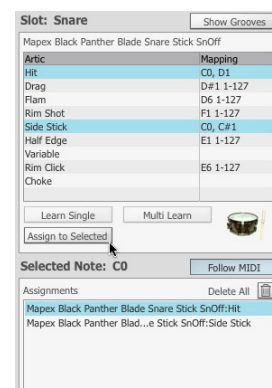 Slot: Snare Show Grooves
Mapex Black Panther Blade Snare Stick SnOff
Artic Mapping
Hit C0, D1
Drag D#1 1-127
Flam D6 1-127
Rim Shot F1 1-127
Side Stick C0, C#1
Half Edge E1 1-127
Variable
Rim Click E6 1-127
Choke
Learn Single Multi Learn
Assign to Selected
Selected Note: C0 Follow MIDI
Assignments Delete All
Mapex Black Panther Blade Snare Stick SnOff:Hit
Mapex Black Panther Blad...e Stick SnOff:Side Stick